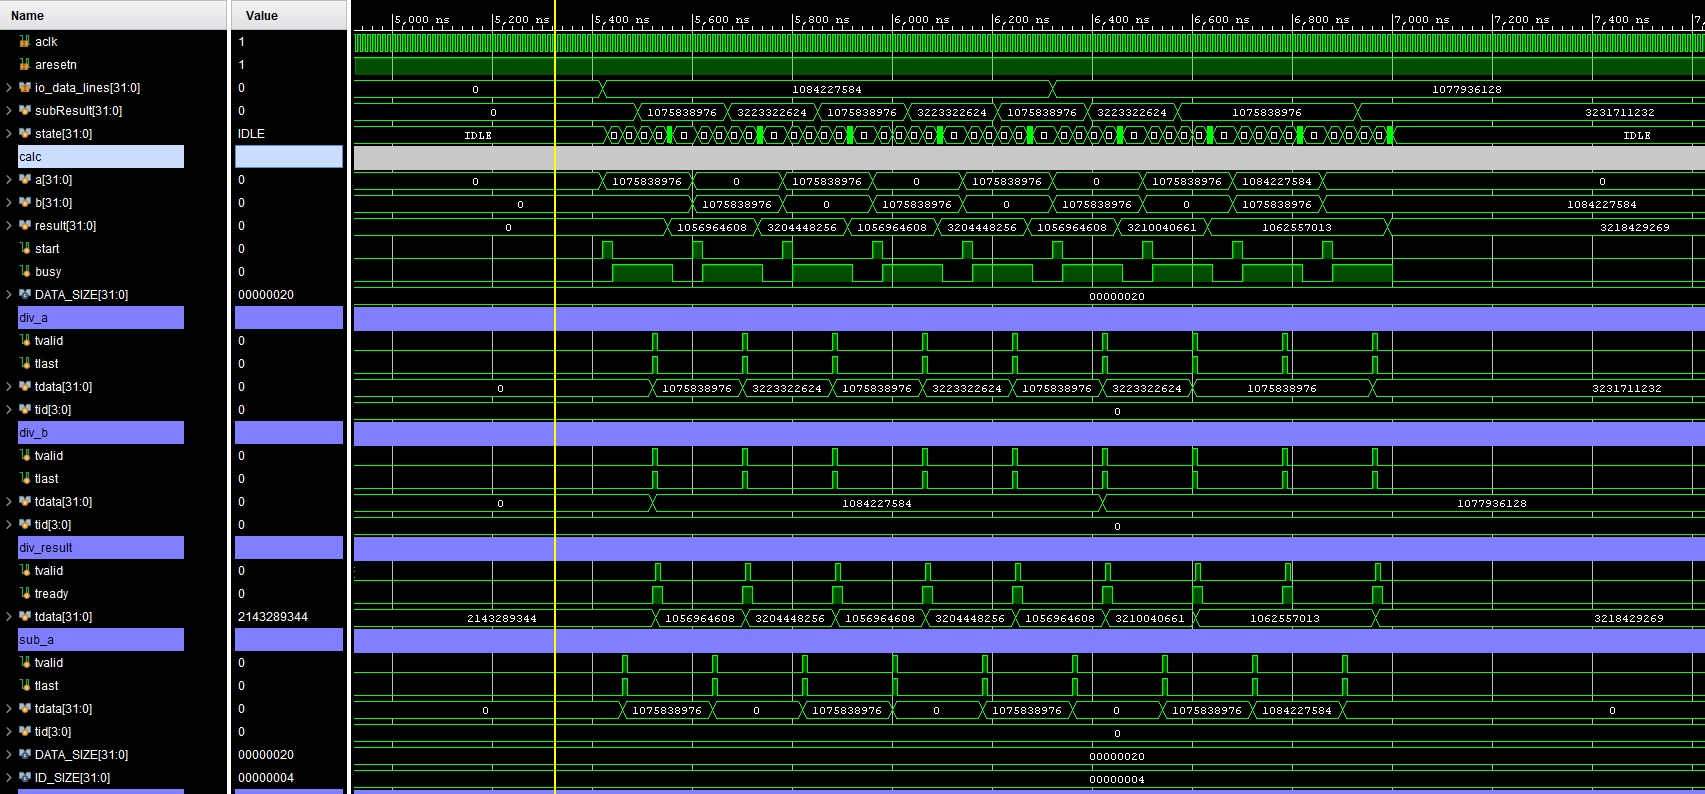 Name Value 5,000 ns 5,200 ns 5,400 ns 5,600 ns 5,800 ns 6,000 ns 6,200 ns 6,400 ns 6,600 ns 6,800 ns 7,000 ns 7,200 ns 7,400 ns
aclk 1
aresetn 1
io_data_lines[31:0] 0 0 1084227584 1077936128
subResult[31:0] 0 0 1075838976 3223322624 1075838976 3223322624 1075838976 3223322624 1075838976 3231711232
state[31:0] IDLE IDLE IDLE
calc
a[31:0] 0 0 1075838976 0 1075838976 0 1075838976 0 1075838976 1084227584 0
b[31:0] 0 0 1075838976 0 1075838976 0 1075838976 0 1075838976 1084227584
result[31:0] 0 0 1056964608 3204448256 1056964608 3204448256 1056964608 3210040661 1062557013 3218429269
start 0
busy 0
DATA_SIZE[31:0] 00000020 00000020
div_a
tvalid 0
tlast 0
tdata[31:0] 0 0 1075838976 3223322624 1075838976 3223322624 1075838976 3223322624 1075838976 3231711232
tid[3:0] 0 0
div_b
tvalid 0
tlast 0
tdata[31:0] 0 0 1084227584 1077936128
tid[3:0] 0 0
div_result
tvalid 0
tready 0
tdata[31:0] 2143289344 2143289344 1056964608 3204448256 1056964608 3204448256 1056964608 3210040661 1062557013 3218429269
sub_a
tvalid 0
tlast 0
tdata[31:0] 0 0 1075838976 0 1075838976 0 1075838976 0 1075838976 1084227584 0
tid[3:0] 0 0
DATA_SIZE[31:0] 00000020 00000020
ID_SIZE[31:0] 00000004 00000004